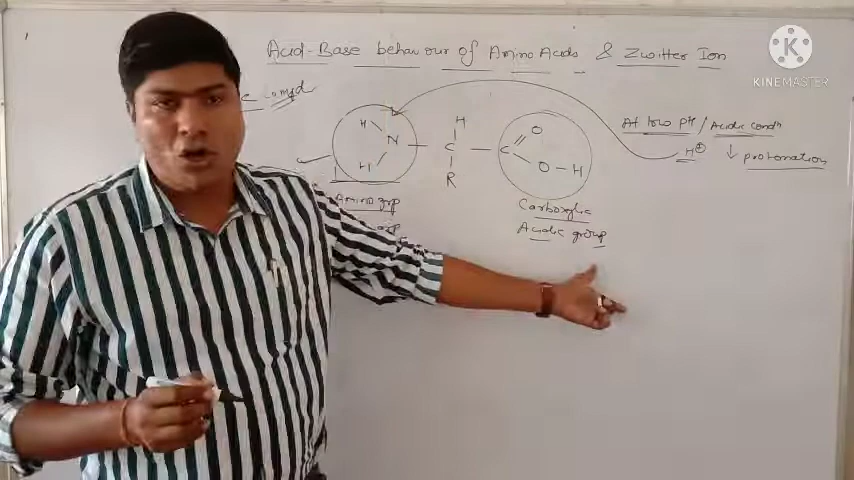 Acid-Base behaviour of Amino Acids & Zwitter Ion
KINEMASTER
At low pH / Acidic condⁿ
H⊕ ↓ protonation
H
N
H
H
C
R
C
O
O - H
Amino grp
Carboxylic
Acidic group